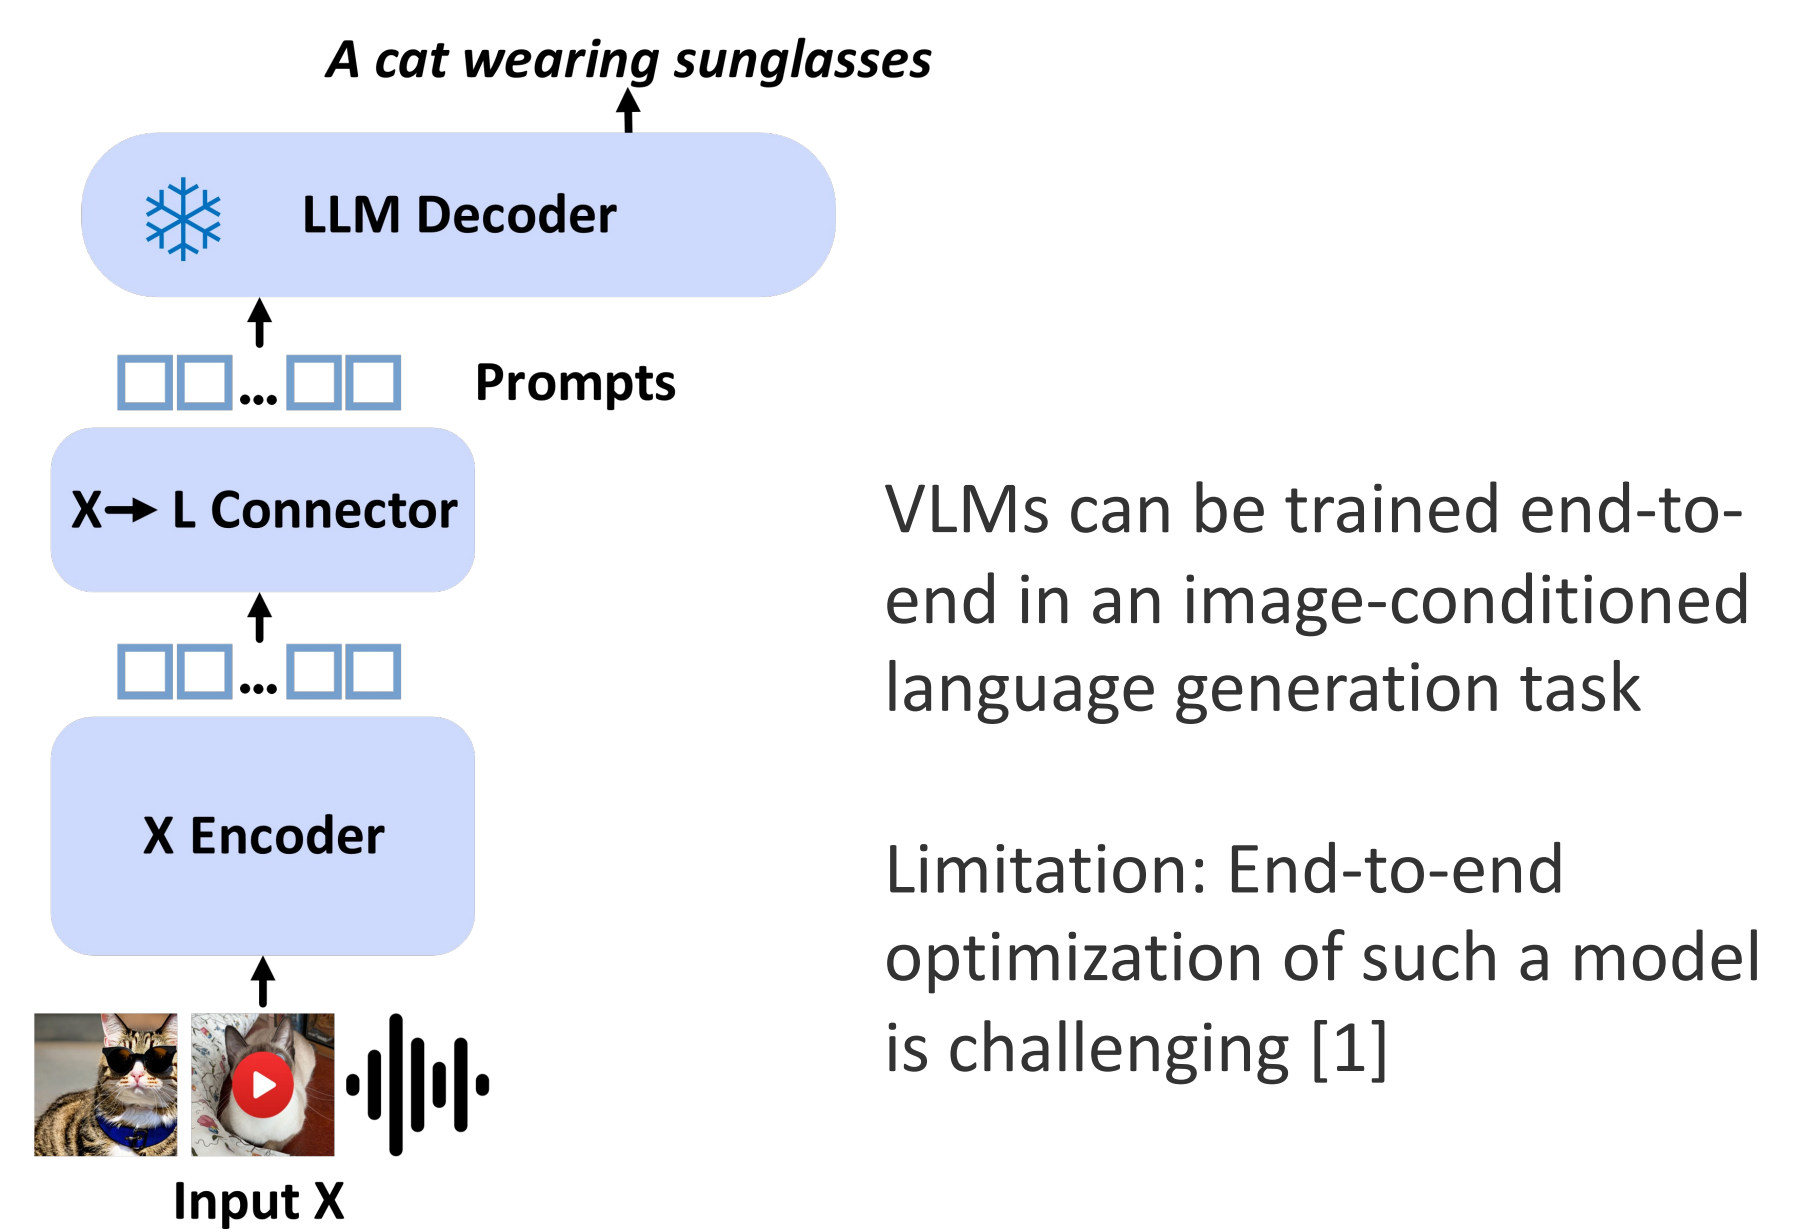 A cat wearing sunglasses
LLM Decoder
...
Prompts
X→ L Connector
...
X Encoder
Input X
VLMs can be trained end-to-
end in an image-conditioned
language generation task
Limitation: End-to-end
optimization of such a model
is challenging [1]